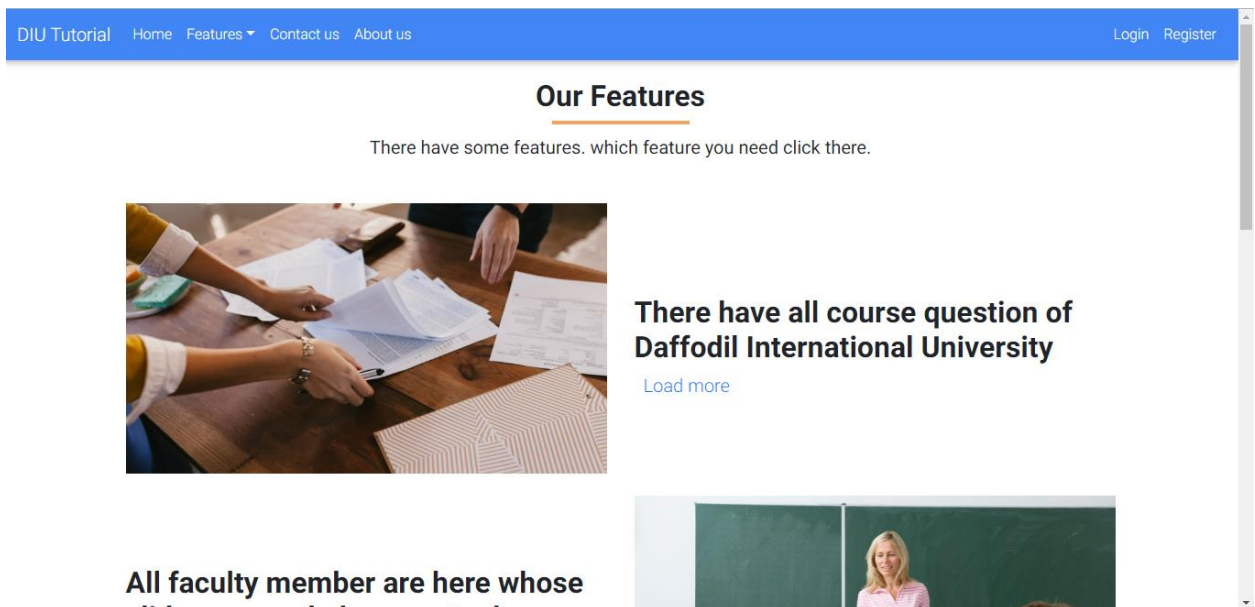 DIU Tutorial Home Features Contact us About us Login Register
Our Features
There have some features. which feature you need click there.
There have all course question of
Daffodil International University
Load more
All faculty member are here whose